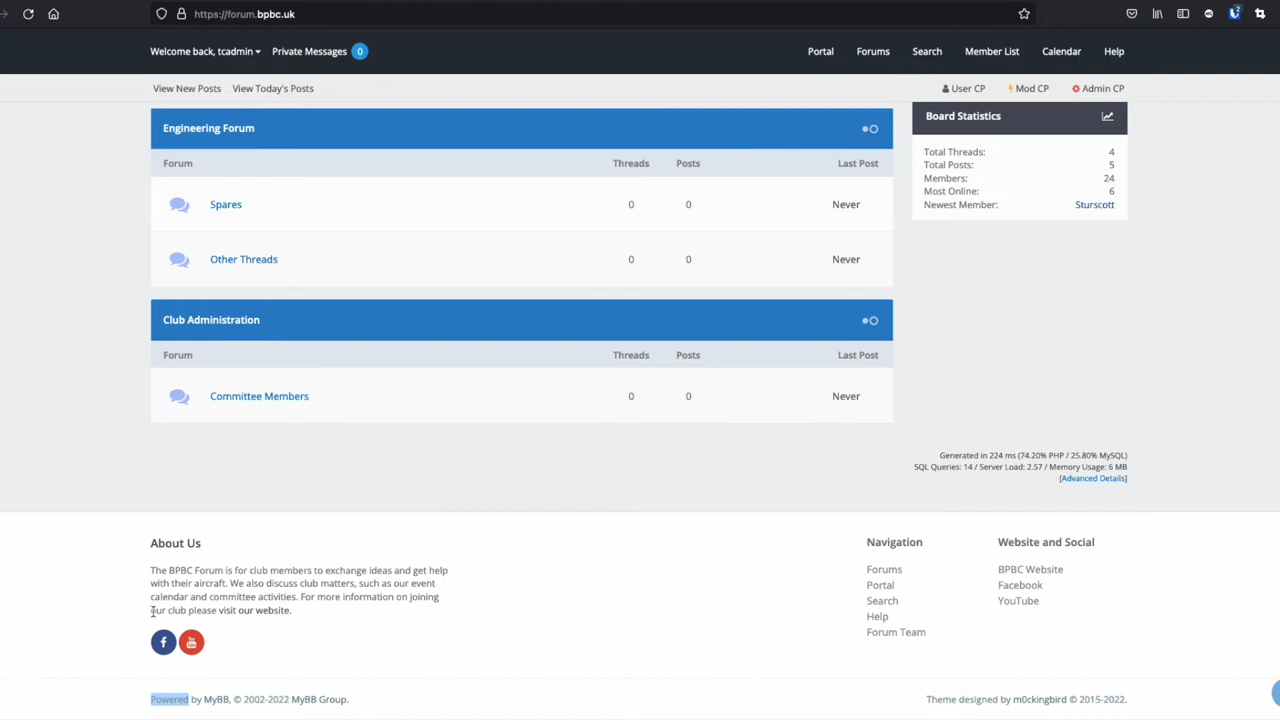 https://forum.bpbc.uk
2
Welcome back, tcadmin Private Messages 0 Portal Forums Search Member List Calendar Help
View New Posts View Today's Posts User CP Mod CP Admin CP
Engineering Forum
Forum Threads Posts Last Post
Spares 0 0 Never
Other Threads 0 0 Never
Club Administration
Forum Threads Posts Last Post
Committee Members 0 0 Never
Board Statistics
Total Threads: 4
Total Posts: 5
Members: 24
Most Online: 6
Newest Member: Sturscott
Generated in 224 ms (74.20% PHP / 25.80% MySQL)
SQL Queries: 14 / Server Load: 2.57 / Memory Usage: 6 MB
[Advanced Details]
About Us
The BPBC Forum is for club members to exchange ideas and get help
with their aircraft. We also discuss club matters, such as our event
calendar and committee activities. For more information on joining
our club please visit our website.
f You Tube
Navigation
Forums
Portal
Search
Help
Forum Team
Website and Social
BPBC Website
Facebook
YouTube
Powered by MyBB, © 2002-2022 MyBB Group.
Theme designed by m0ckingbird © 2015-2022.